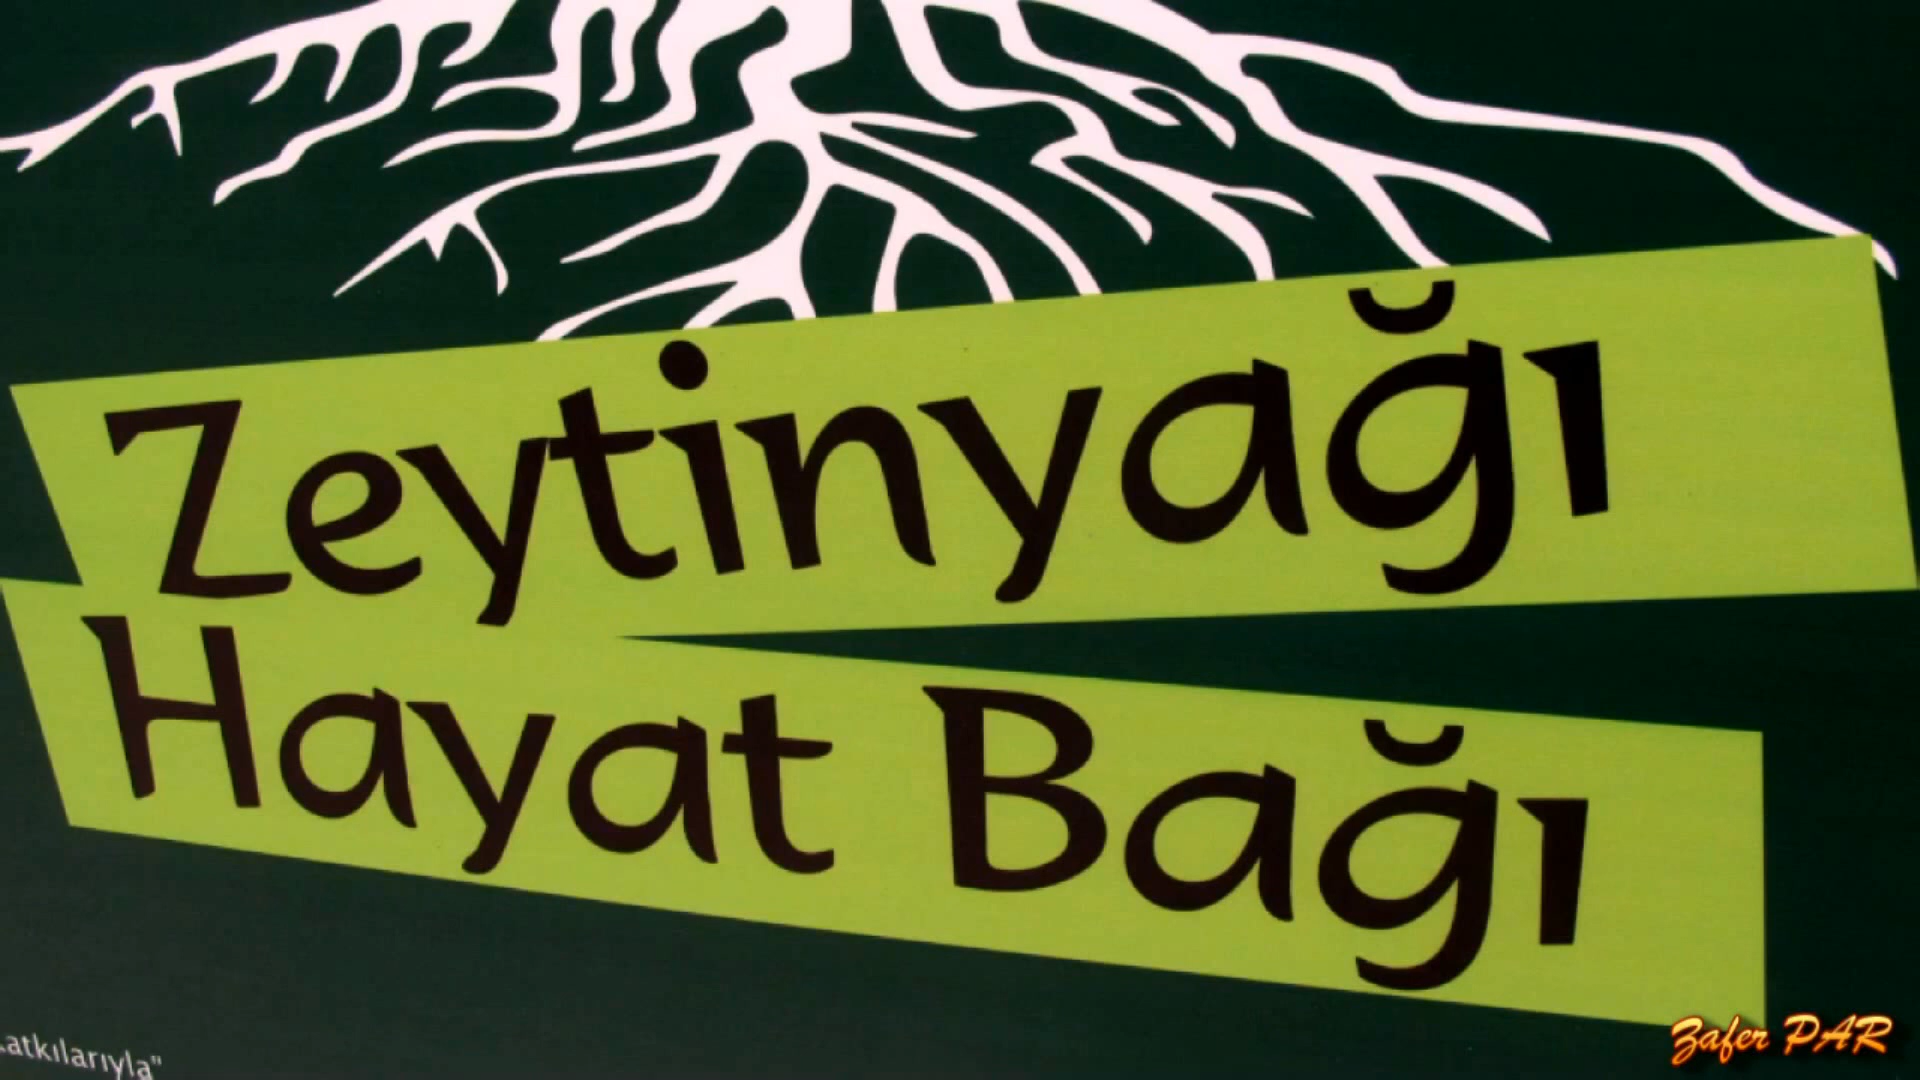 Zeytinyağı
Hayat Bağı
atkılarıyla"
Zafer PAR